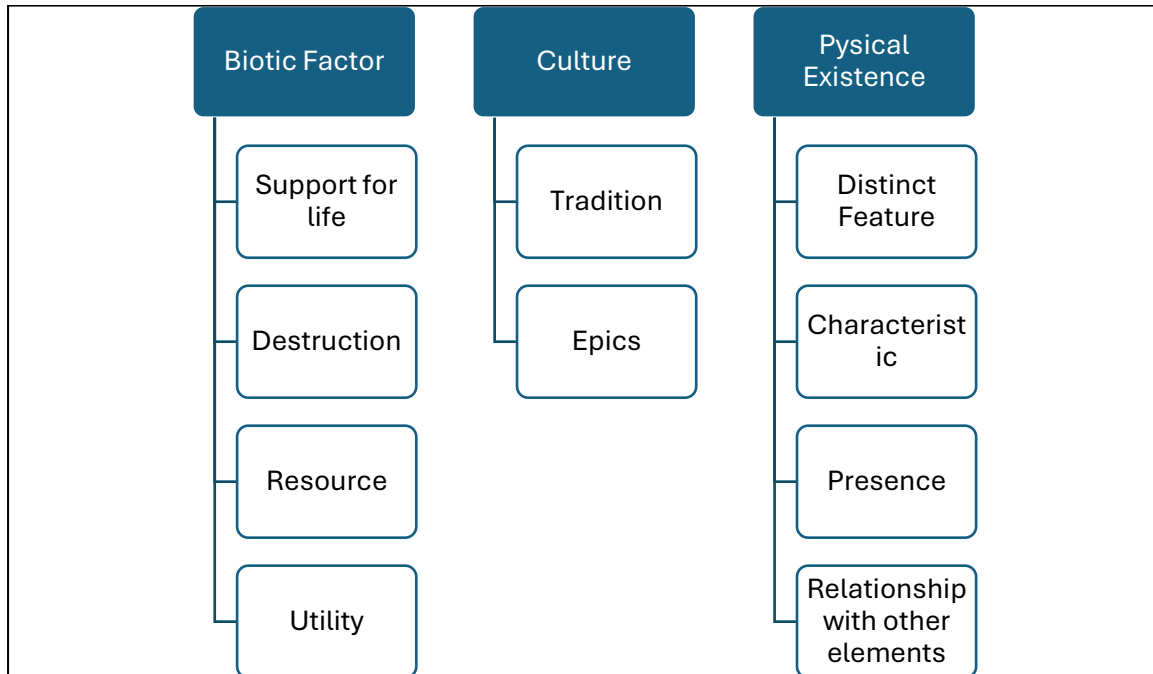 Biotic Factor
Support for
life
Destruction
Resource
Utility
Culture
Tradition
Epics
Pysical
Existence
Distinct
Feature
Characterist
ic
Presence
Relationship
with other
elements